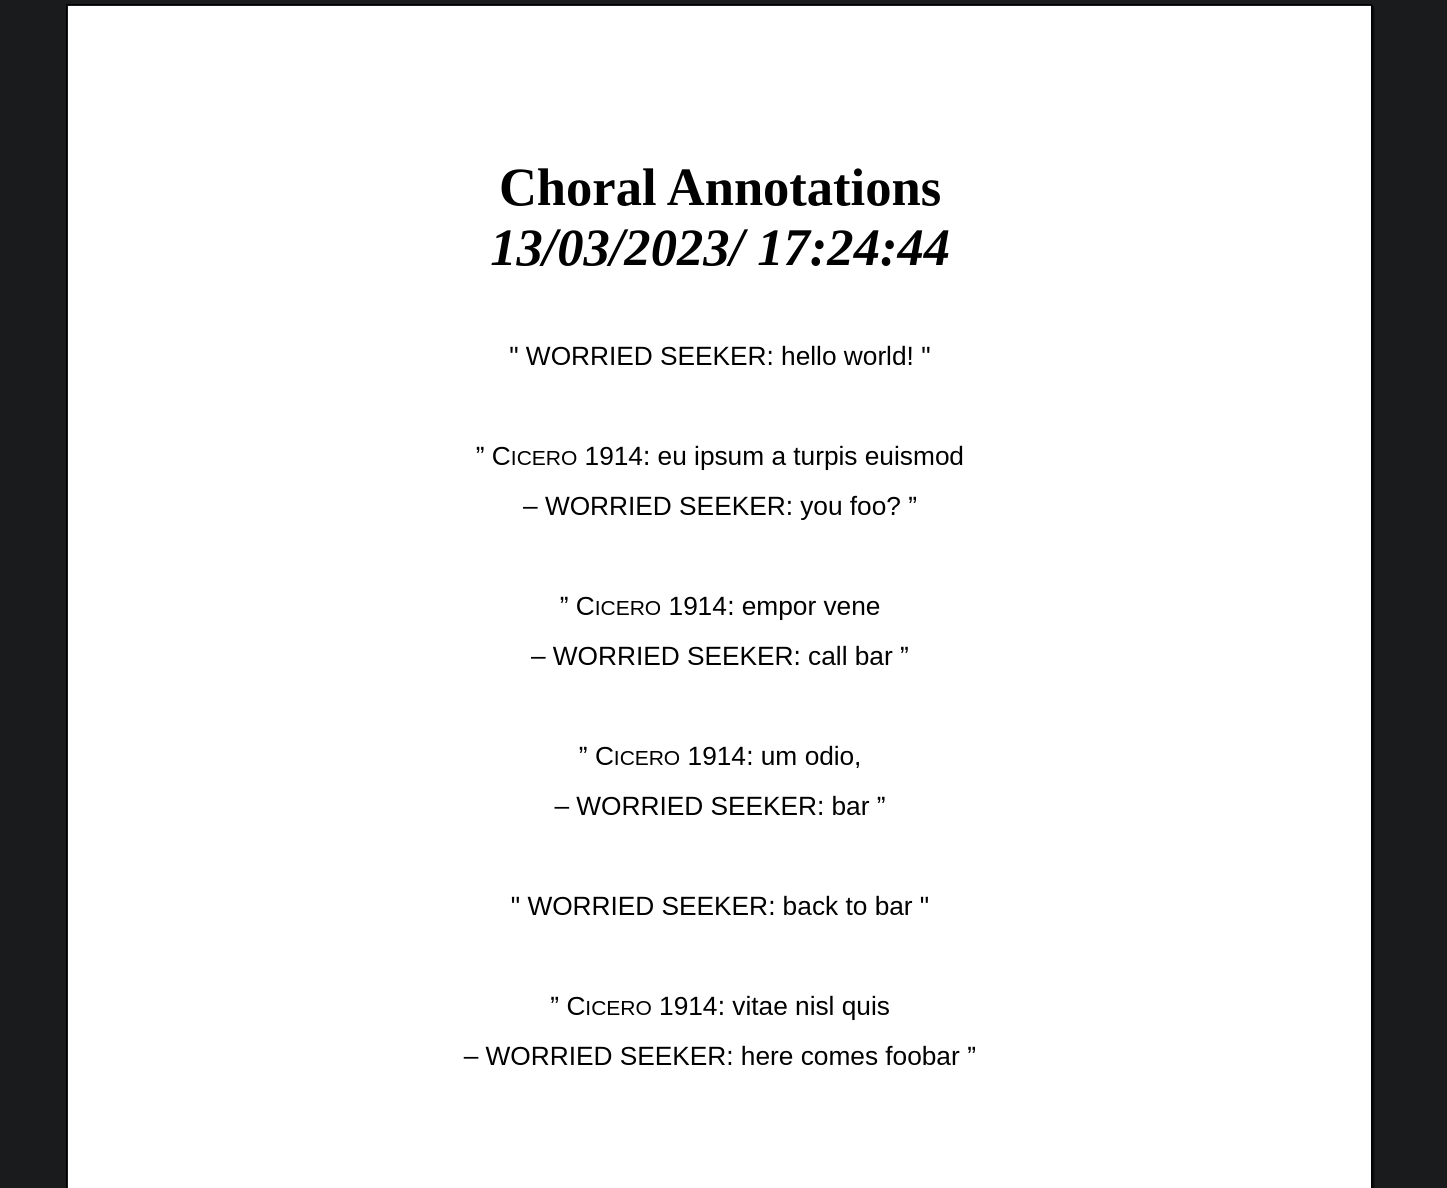 Choral Annotations
13/03/2023/ 17:24:44
" WORRIED SEEKER: hello world! "
” CICERO 1914: eu ipsum a turpis euismod
– WORRIED SEEKER: you foo? ”
” CICERO 1914: empor vene
– WORRIED SEEKER: call bar ”
” CICERO 1914: um odio,
– WORRIED SEEKER: bar ”
" WORRIED SEEKER: back to bar "
” CICERO 1914: vitae nisl quis
– WORRIED SEEKER: here comes foobar ”